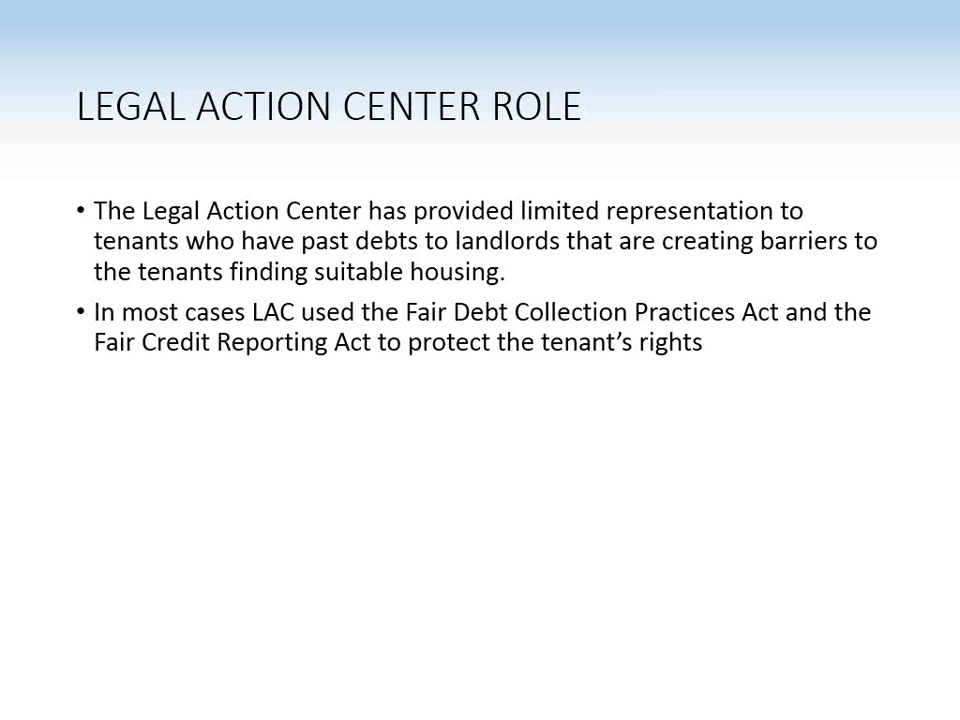 LEGAL ACTION CENTER ROLE
• The Legal Action Center has provided limited representation to
tenants who have past debts to landlords that are creating barriers to
the tenants finding suitable housing.
• In most cases LAC used the Fair Debt Collection Practices Act and the
Fair Credit Reporting Act to protect the tenant’s rights